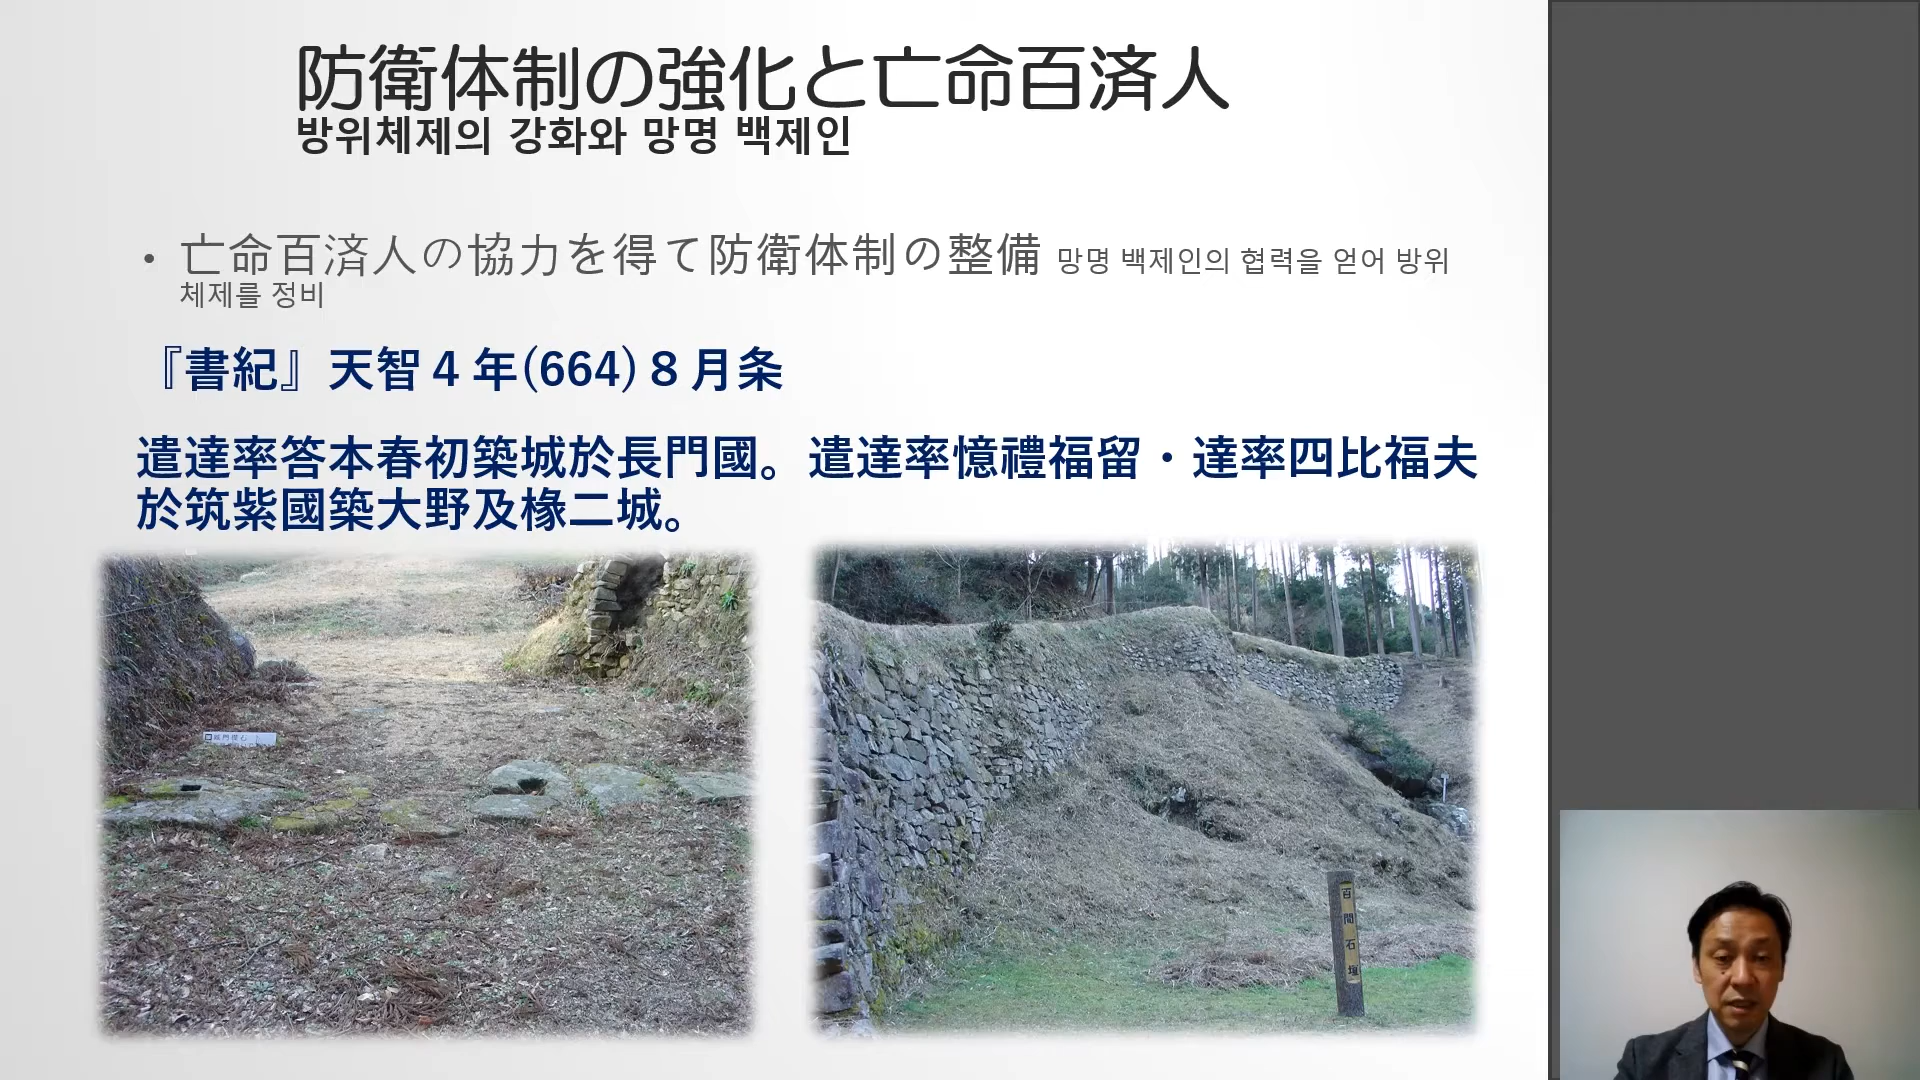 防衛体制の強化と亡命百済人
방위체제의 강화와 망명 백제인
• 亡命百済人の協力を得て防衛体制の整備 망명 백제인의 협력을 얻어 방위
체제를 정비
『書紀』天智４年(664)８月条
遣達率答本春初築城於長門國。遣達率憶禮福留・達率四比福夫
於筑紫國築大野及椽二城。
百間石垣